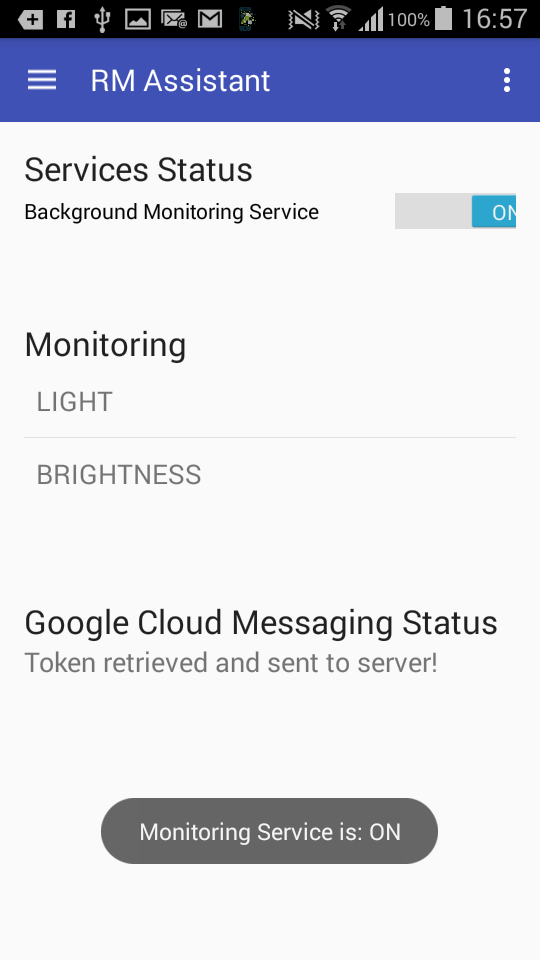 100% 16:57
RM Assistant
Services Status
Background Monitoring Service
ON
Monitoring
LIGHT
BRIGHTNESS
Google Cloud Messaging Status
Token retrieved and sent to server!
Monitoring Service is: ON